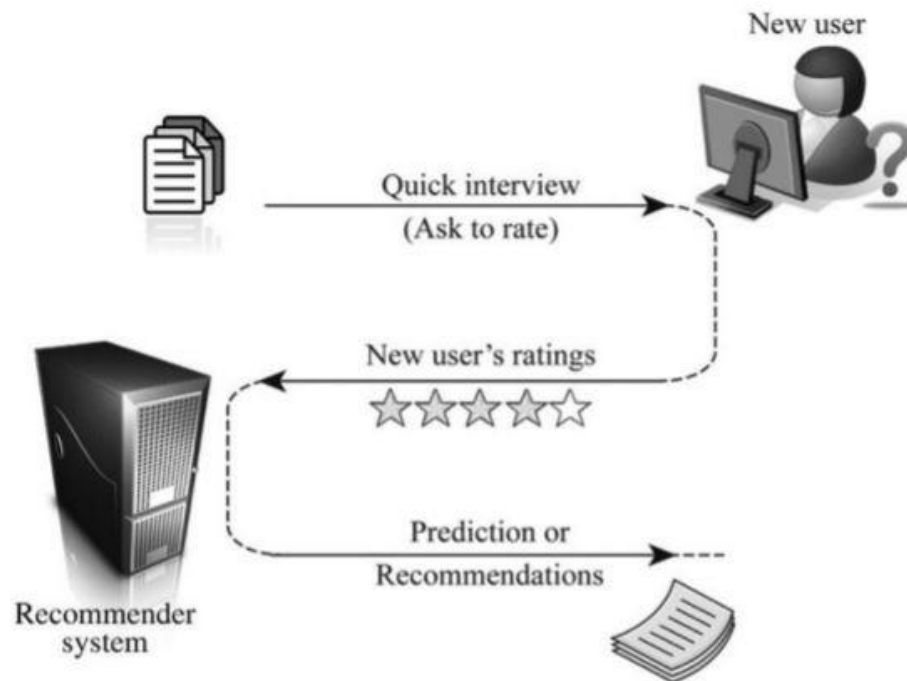 New user
Quick interview
(Ask to rate)
New user's ratings
Prediction or
Recommendations
Recommender
system